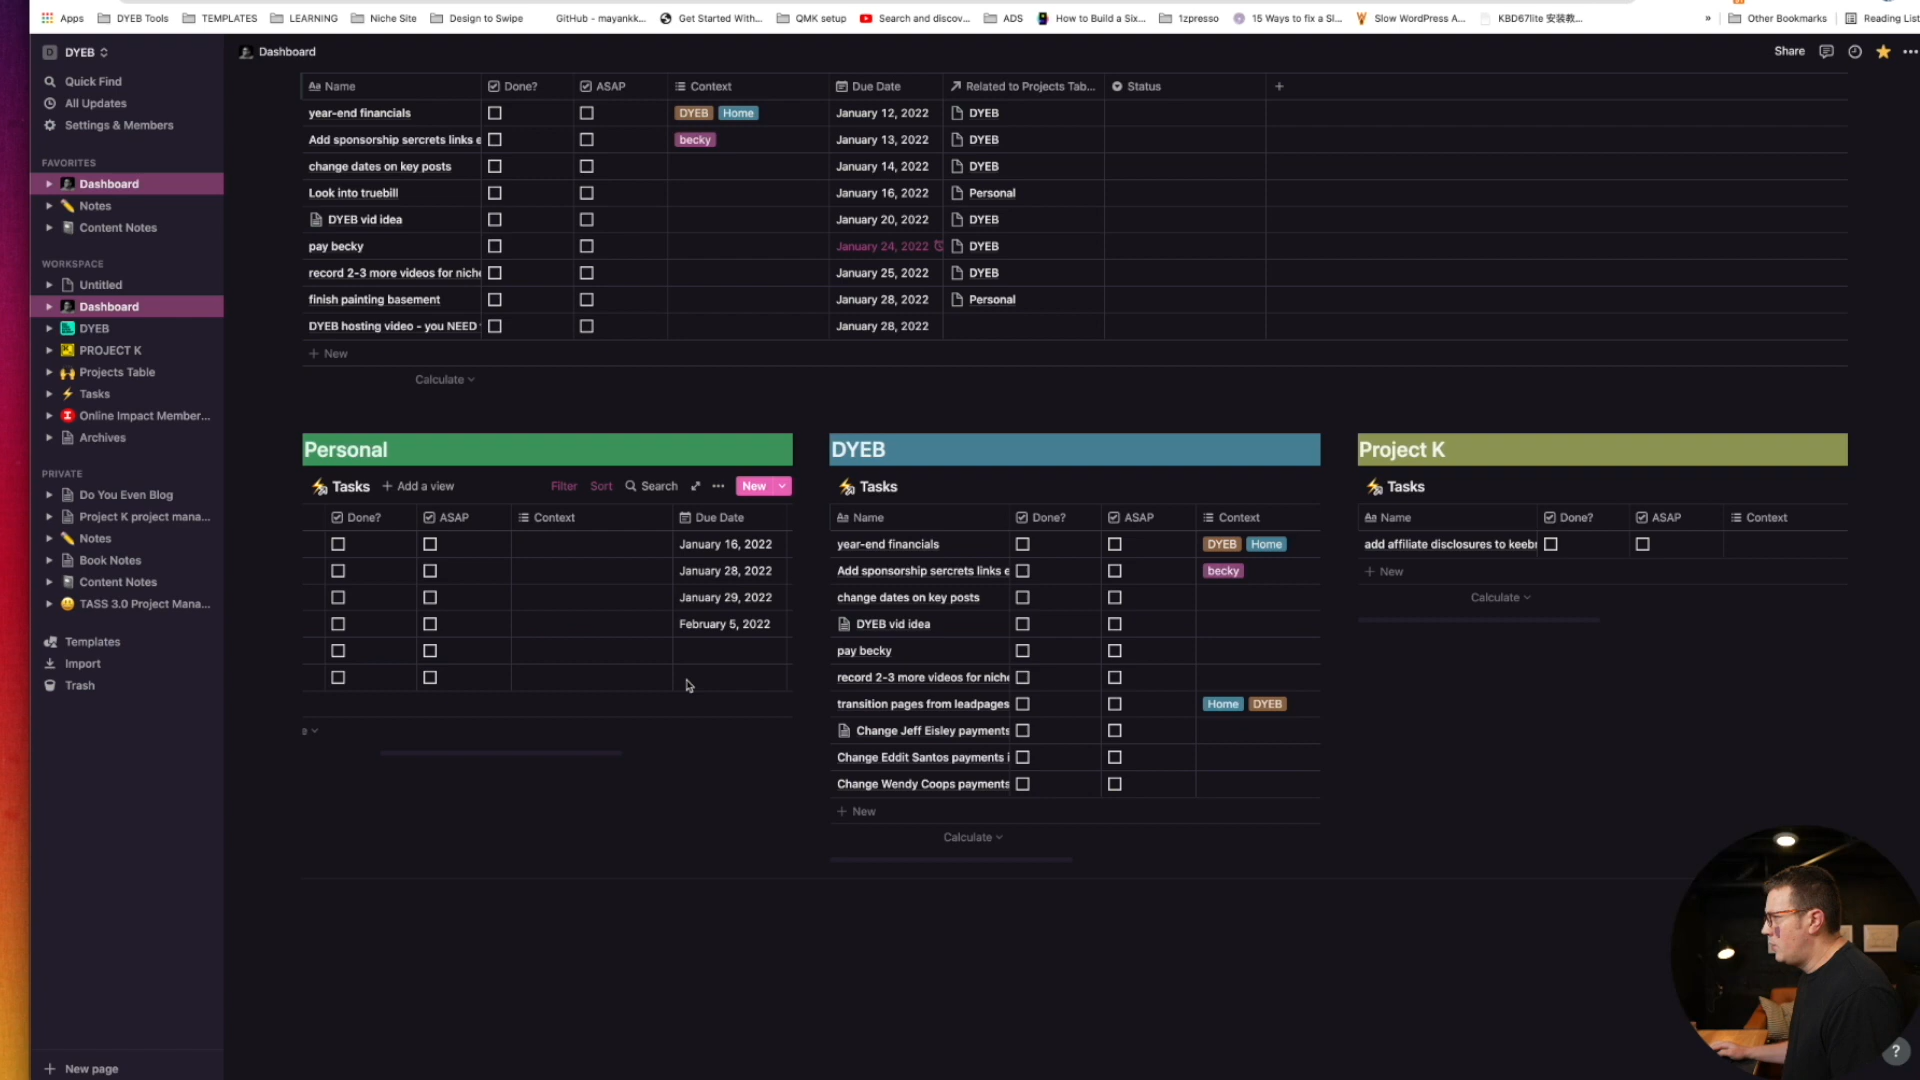 Apps DYEB Tools TEMPLATES LEARNING Niche Site Design to Swipe GitHub - mayankk... Get Started With... Search and discov... QMK setup ADS How to Build a Six... 1zpresso 15 Ways to fix a Sl... Slow WordPress A... KBD67lite 安装教... » Other Bookmarks Reading List
DYEB
Dashboard
Share
Quick Find
All Updates
Settings & Members
FAVORITES
Dashboard
Notes
Content Notes
WORKSPACE
Untitled
Dashboard
DYEB
PROJECT K
Projects Table
Tasks
Online Impact Member...
Archives
PRIVATE
Do You Even Blog
Project K project mana...
Notes
Book Notes
Content Notes
TASS 3.0 Project Mana...
Templates
Import
Trash
New page
Aa Name Done? ASAP Context Due Date Related to Projects Tab... Status
year-end financials DYEB Home January 12, 2022 DYEB
Add sponsorship sercrets links e becky January 13, 2022 DYEB
change dates on key posts January 14, 2022 DYEB
Look into truebill January 16, 2022 Personal
DYEB vid idea January 20, 2022 DYEB
pay becky January 24, 2022 DYEB
record 2-3 more videos for niche January 25, 2022 DYEB
finish painting basement January 28, 2022 Personal
DYEB hosting video - you NEED January 28, 2022
+ New
Calculate
Personal
Tasks + Add a view Filter Sort Search New
Done? ASAP Context Due Date
January 16, 2022
January 28, 2022
January 29, 2022
February 5, 2022
e
DYEB
Tasks
Aa Name Done? ASAP Context
year-end financials DYEB Home
Add sponsorship sercrets links e becky
change dates on key posts
DYEB vid idea
pay becky
record 2-3 more videos for niche
transition pages from leadpages Home DYEB
Change Jeff Eisley payments
Change Eddit Santos payments i
Change Wendy Coops payments
+ New
Calculate
Project K
Tasks
Aa Name Done? ASAP Context
add affiliate disclosures to keeb
+ New
Calculate
?